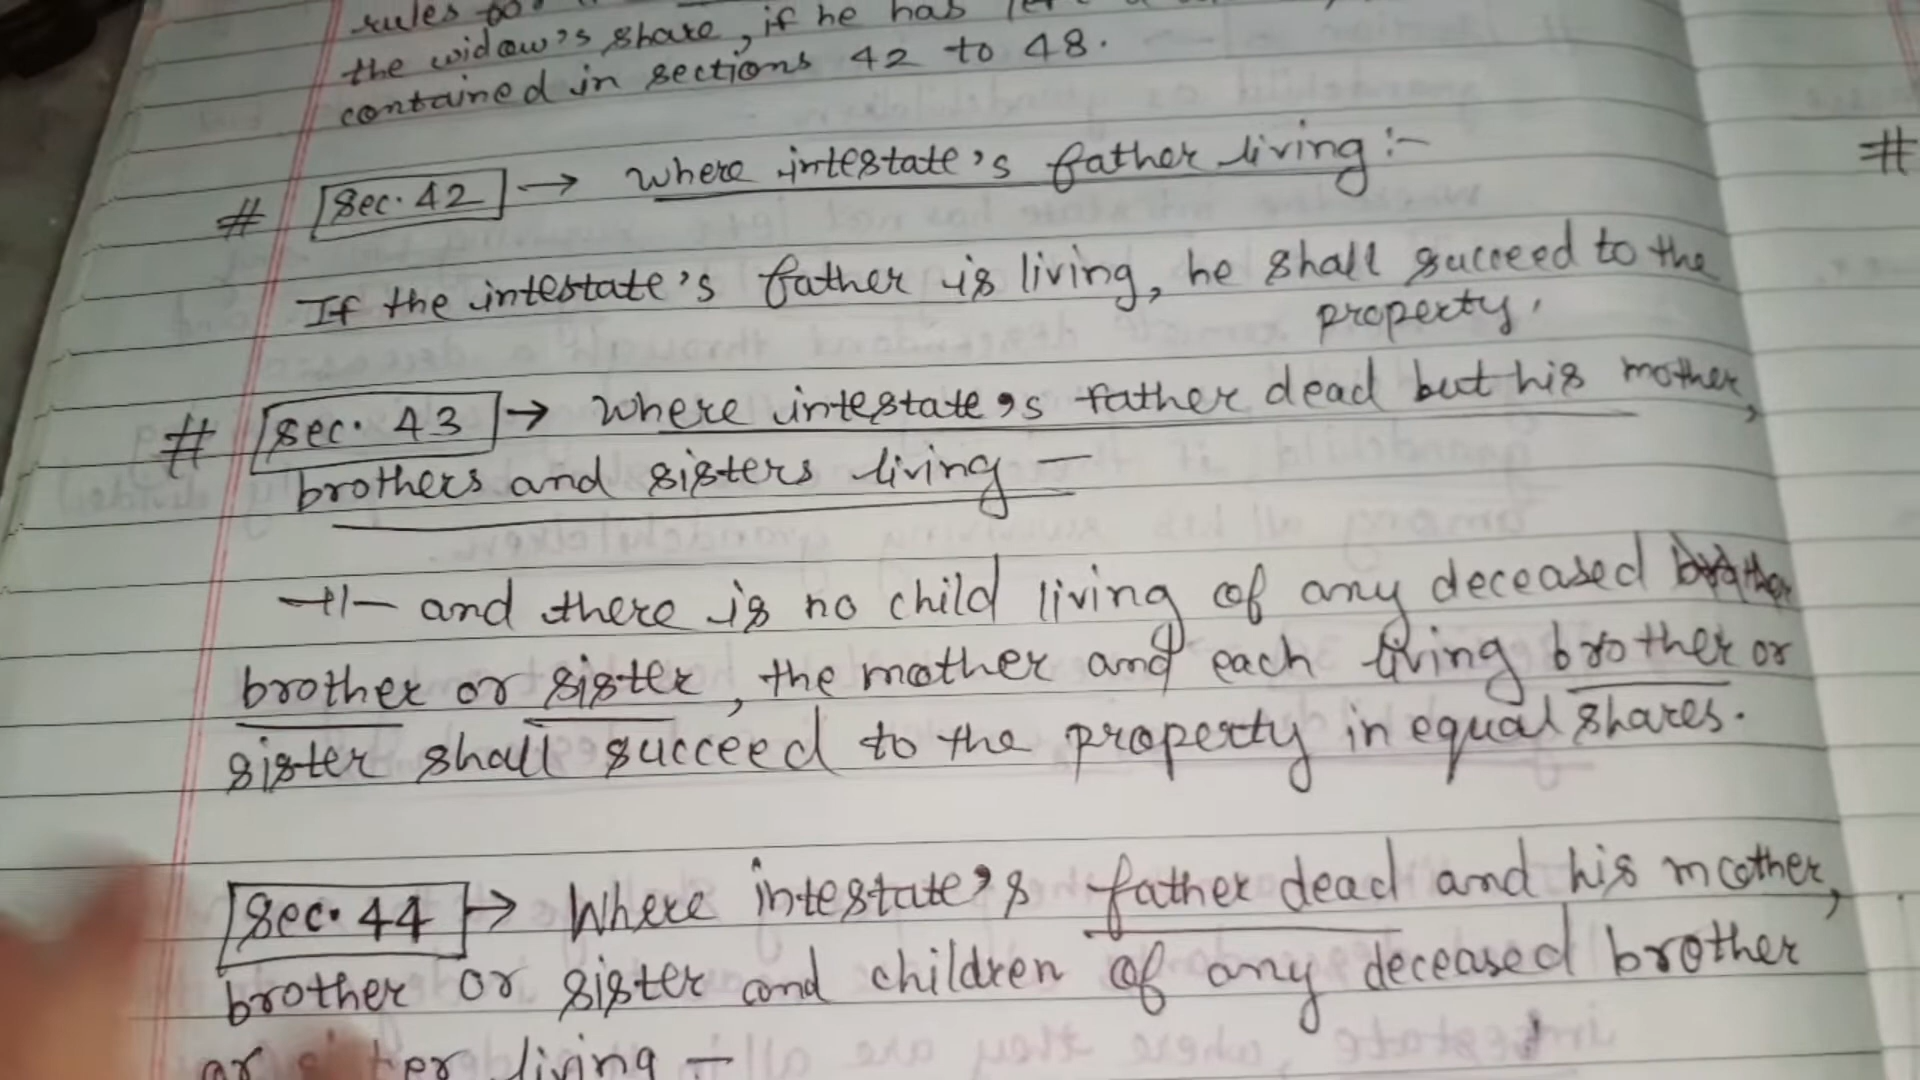 rules
the widow's share, if he has
contained in sections 42 to 48.
# Sec. 42 → Where intestate's father living :-
If the intestate's father is living, he shall succeed to the
property.
# Sec. 43 → Where intestate's father dead but his mother,
brothers and sisters living –
–11– and there is no child living of any deceased
brother or sister, the mother and each living brother or
sister shall succeed to the property in equal shares.
Sec. 44 → Where intestate's father dead and his mother,
brother or sister and children of any deceased brother
or living –
#